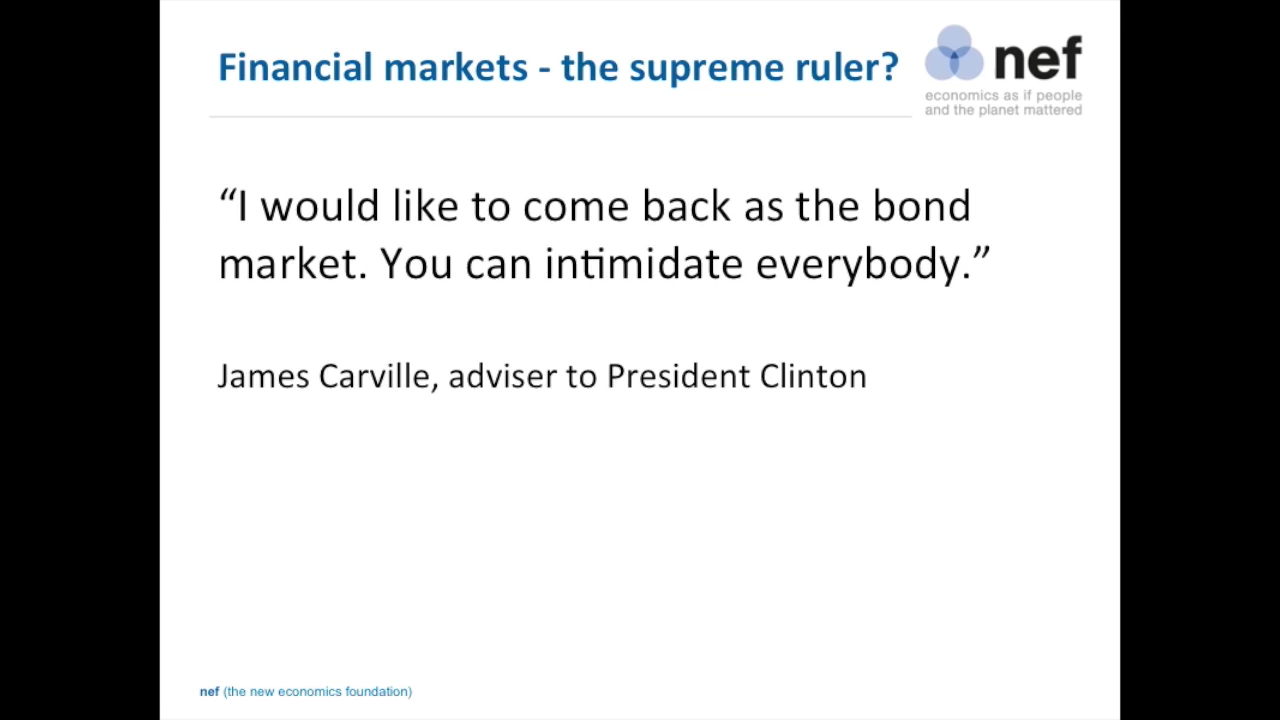 Financial markets - the supreme ruler?
nef
economics as if people
and the planet mattered
“I would like to come back as the bond
market. You can intimidate everybody.”
James Carville, adviser to President Clinton
nef (the new economics foundation)